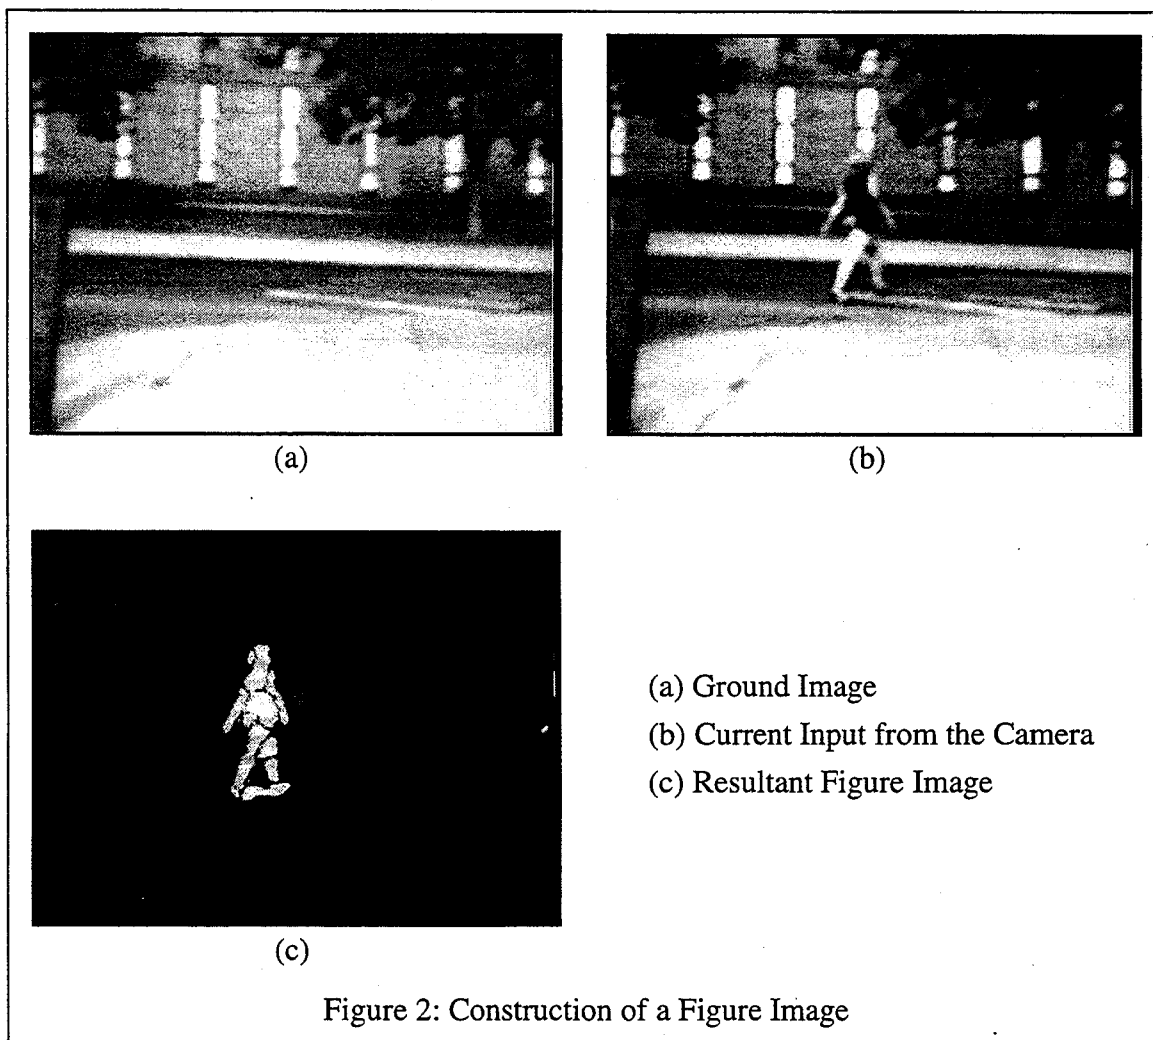 (a)
(b)
(c)
(a) Ground Image
(b) Current Input from the Camera
(c) Resultant Figure Image
Figure 2: Construction of a Figure Image